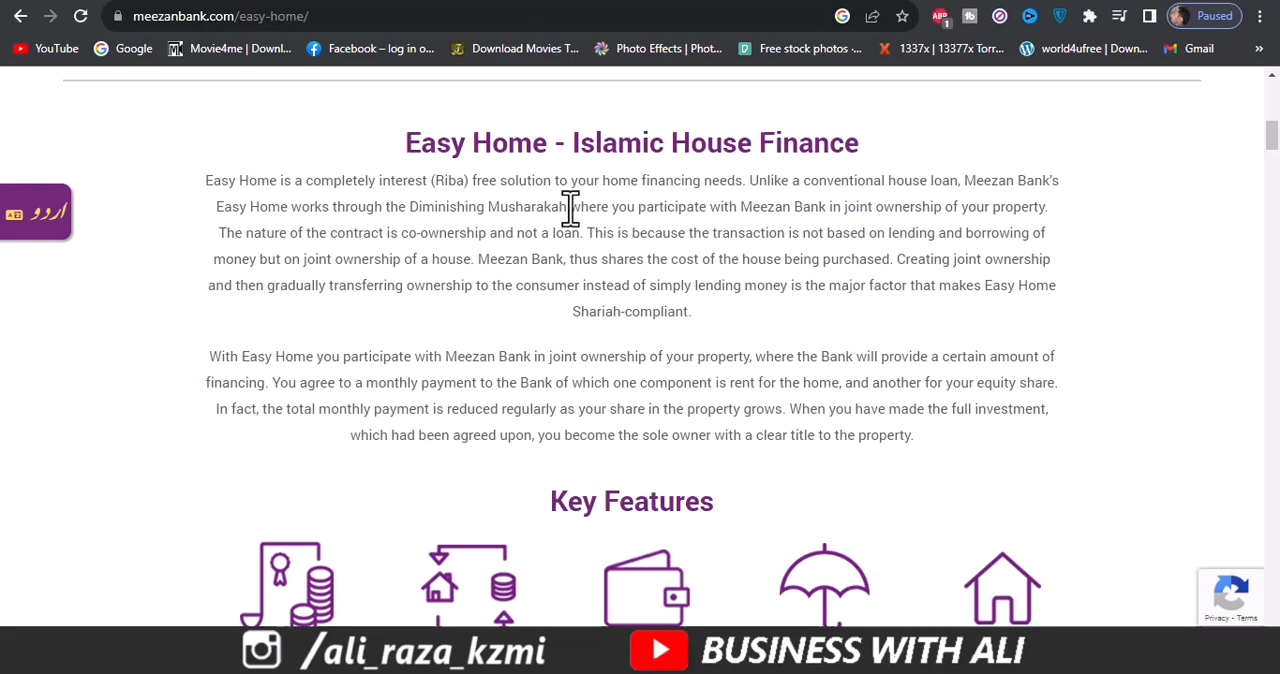 meezanbank.com/easy-home/
ABP
1
tb
Paused
YouTube
Google
Movie4me | Downl...
Facebook – log in o...
Download Movies T...
Photo Effects | Phot...
Free stock photos ·...
1337x | 13377x Torr...
world4ufree | Down...
Gmail
»
Easy Home - Islamic House Finance
Easy Home is a completely interest (Riba) free solution to your home financing needs. Unlike a conventional house loan, Meezan Bank's
Easy Home works through the Diminishing Musharakah where you participate with Meezan Bank in joint ownership of your property.
The nature of the contract is co-ownership and not a loan. This is because the transaction is not based on lending and borrowing of
money but on joint ownership of a house. Meezan Bank, thus shares the cost of the house being purchased. Creating joint ownership
and then gradually transferring ownership to the consumer instead of simply lending money is the major factor that makes Easy Home
Shariah-compliant.
اردو
With Easy Home you participate with Meezan Bank in joint ownership of your property, where the Bank will provide a certain amount of
financing. You agree to a monthly payment to the Bank of which one component is rent for the home, and another for your equity share.
In fact, the total monthly payment is reduced regularly as your share in the property grows. When you have made the full investment,
which had been agreed upon, you become the sole owner with a clear title to the property.
Key Features
Privacy - Terms
/ali_raza_kzmi
BUSINESS WITH ALI